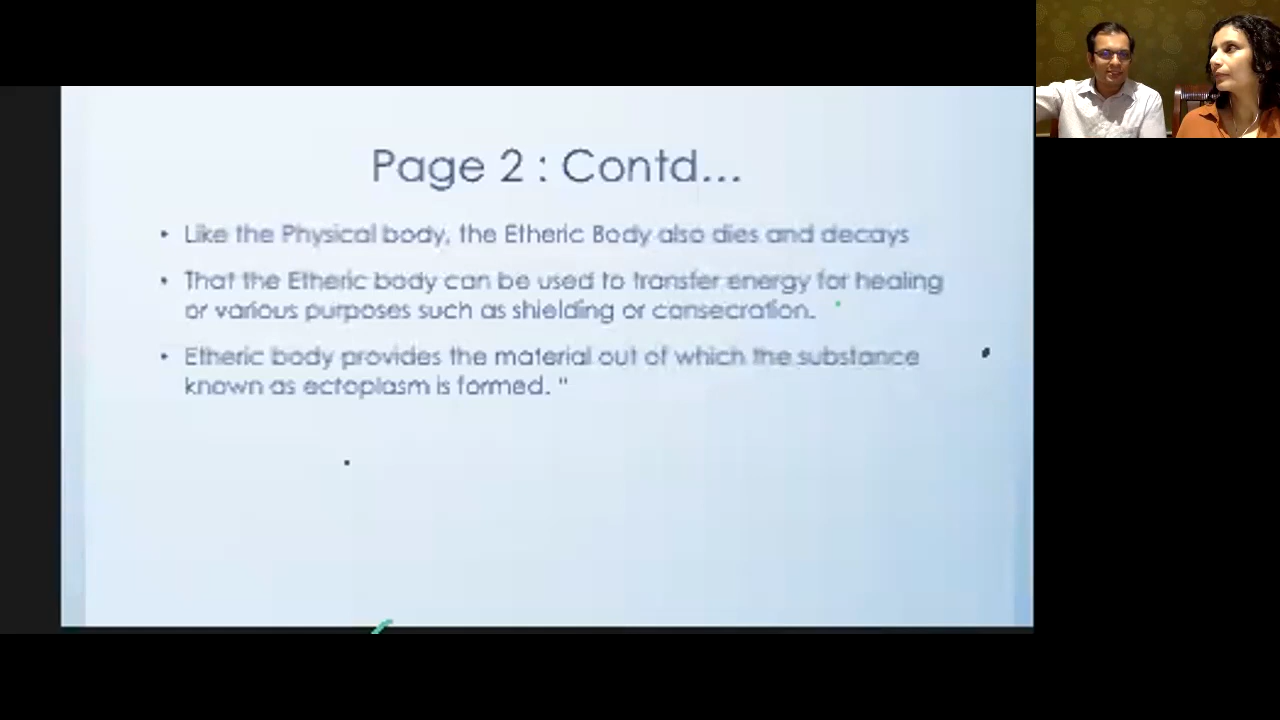 Page 2 : Contd...
• Like the Physical body, the Etheric Body also dies and decays
• That the Etheric body can be used to transfer energy for healing
or various purposes such as shielding or consecration.
• Etheric body provides the material out of which the substance
known as ectoplasm is formed. "